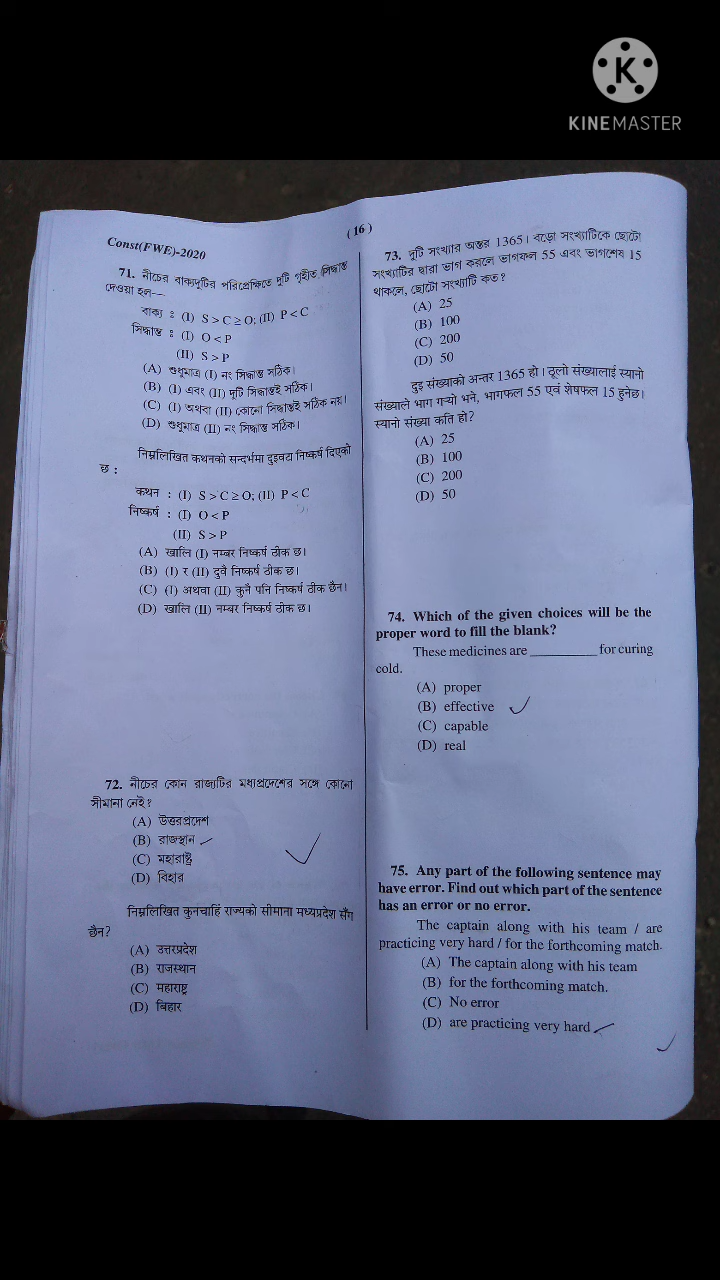 KINEMASTER
Const(FWE)-2020
(16)
71. নীচের বাক্যদুটির পরিপ্রেক্ষিতে দুটি গৃহীত সিদ্ধান্ত
দেওয়া হল—
বাক্য : (I) S > C ≥ O; (II) P < C
সিদ্ধান্ত : (I) O < P
(II) S > P
(A) শুধুমাত্র (I) নং সিদ্ধান্ত সঠিক।
(B) (I) এবং (II) দুটি সিদ্ধান্তই সঠিক।
(C) (I) অথবা (II) কোনো সিদ্ধান্তই সঠিক নয়।
(D) শুধুমাত্র (II) নং সিদ্ধান্ত সঠিক।
निम्नलिखित कथनको सन्दर्भमा दुइवटा निष्कर्ष दिएको
छ :
कथन : (I) S > C ≥ O; (II) P < C
निष्कर्ष : (I) O < P
(II) S > P
(A) खालि (I) नम्बर निष्कर्ष ठीक छ।
(B) (I) र (II) दुवै निष्कर्ष ठीक छ।
(C) (I) अथवा (II) कुनै पनि निष्कर्ष ठीक छैन।
(D) खालि (II) नम्बर निष्कर्ष ठीक छ।
72. নীচের কোন রাজ্যটির মধ্যপ্রদেশের সঙ্গে কোনো
সীমানা নেই?
(A) উত্তরপ্রদেশ
(B) রাজস্থান
(C) মহারাষ্ট্র
(D) বিহার
निम्नलिखित कुनचाहिं राज्यको सीमाना मध्यप्रदेश सँग
छैन?
(A) उत्तरप्रदेश
(B) राजस्थान
(C) महाराष्ट्र
(D) बिहार
73. দুটি সংখ্যার অন্তর 1365। বড়ো সংখ্যাটিকে ছোটো
সংখ্যাটির দ্বারা ভাগ করলে ভাগফল 55 এবং ভাগশেষ 15
থাকলে, ছোটো সংখ্যাটি কত?
(A) 25
(B) 100
(C) 200
(D) 50
दुइ संख्याको अन्तर 1365 हो। ठूलो संख्यालाई स्यानो
संख्याले भाग गऱ्यो भने, भागफल 55 एवं शेषफल 15 हुनेछ।
स्यानो संख्या कति हो?
(A) 25
(B) 100
(C) 200
(D) 50
74. Which of the given choices will be the
proper word to fill the blank?
These medicines are __________ for curing
cold.
(A) proper
(B) effective
(C) capable
(D) real
75. Any part of the following sentence may
have error. Find out which part of the sentence
has an error or no error.
The captain along with his team / are
practicing very hard / for the forthcoming match.
(A) The captain along with his team
(B) for the forthcoming match.
(C) No error
(D) are practicing very hard